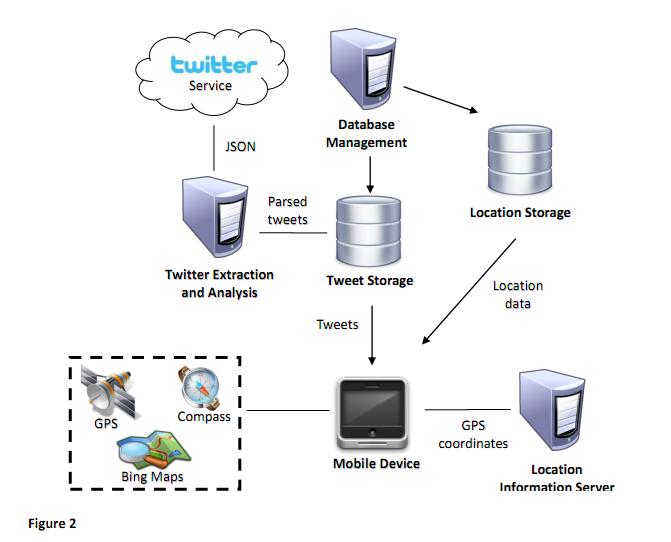 twitter
Service
Database
Management
JSON
Location Storage
Parsed
tweets
Twitter Extraction
and Analysis
Tweet Storage
Location
data
Tweets
GPS
Compass
Bing Maps
Mobile Device
GPS
coordinates
Location
Information Server
Figure 2